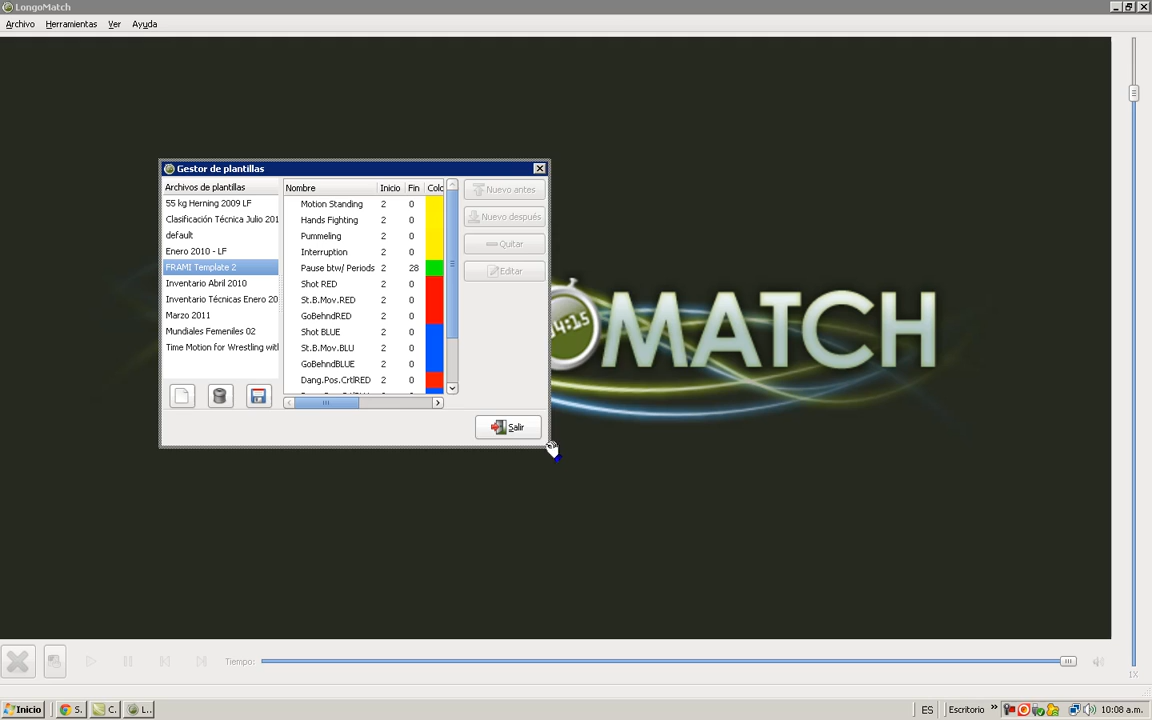 LongoMatch
Archivo Herramientas Ver Ayuda
Gestor de plantillas
Archivos de plantillas
55 kg Herning 2009 LF
Clasificación Técnica Julio 201
default
Enero 2010 - LF
FRAMI Template 2
Inventario Abril 2010
Inventario Técnicas Enero 20
Marzo 2011
Mundiales Femeniles 02
Time Motion for Wrestling with
Nombre Inicio Fin Colo
Motion Standing 2 0
Hands Fighting 2 0
Pummeling 2 0
Interruption 2 0
Pause btw/ Periods 2 28
Shot RED 2 0
St.B.Mov.RED 2 0
GoBehndRED 2 0
Shot BLUE 2 0
St.B.Mov.BLU 2 0
GoBehndBLUE 2 0
Dang.Pos.CrtlRED 2 0
Nuevo antes
Nuevo después
Quitar
Editar
Salir
04:15
MATCH
Tiempo:
1X
Inicio S. C. L.. ES Escritorio » 10:08 a.m.